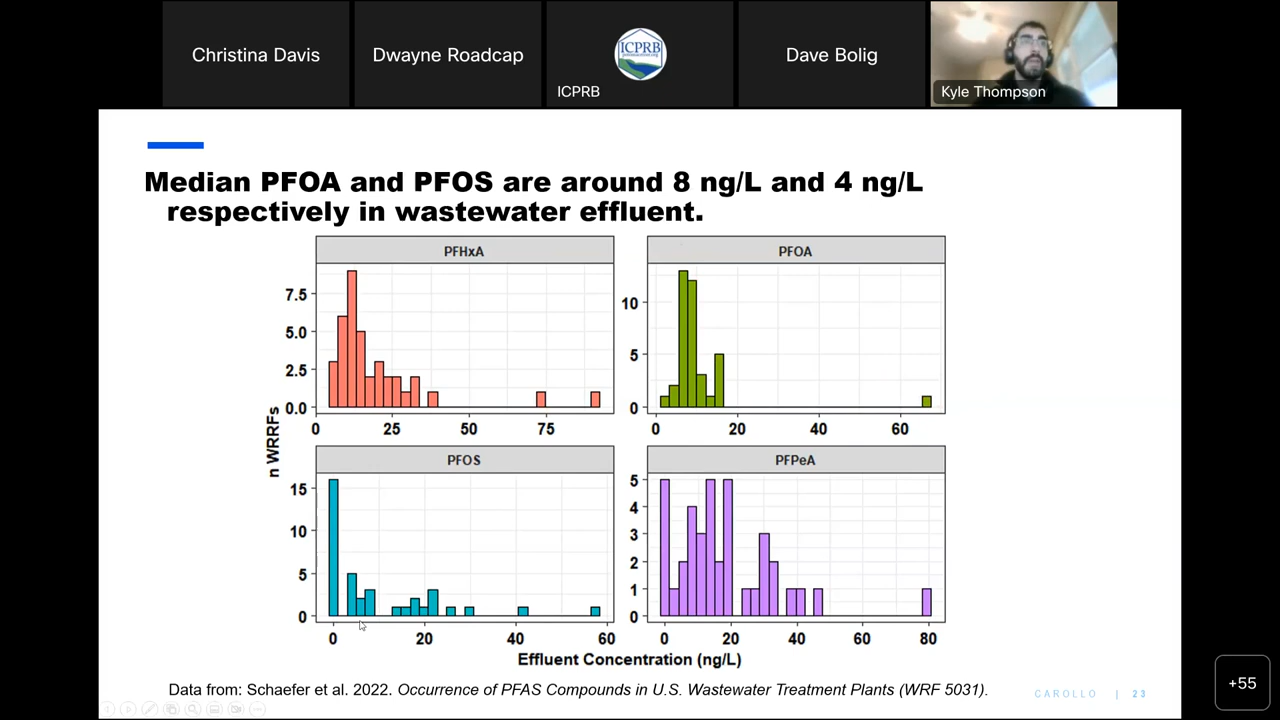 Christina Davis
Dwayne Roadcap
ICPRB
ICPRB
Dave Bolig
Kyle Thompson
Median PFOA and PFOS are around 8 ng/L and 4 ng/L
respectively in wastewater effluent.
PFHxA
PFOA
7.5
5.0
2.5
0.0
10
5
0
0 25 50 75
0 20 40 60
n WRRFs
PFOS
PFPeA
15
10
5
0
5
4
3
2
1
0
0 20 40 60
0 20 40 60 80
Effluent Concentration (ng/L)
Data from: Schaefer et al. 2022. Occurrence of PFAS Compounds in U.S. Wastewater Treatment Plants (WRF 5031).
CAROLLO | 23
+55